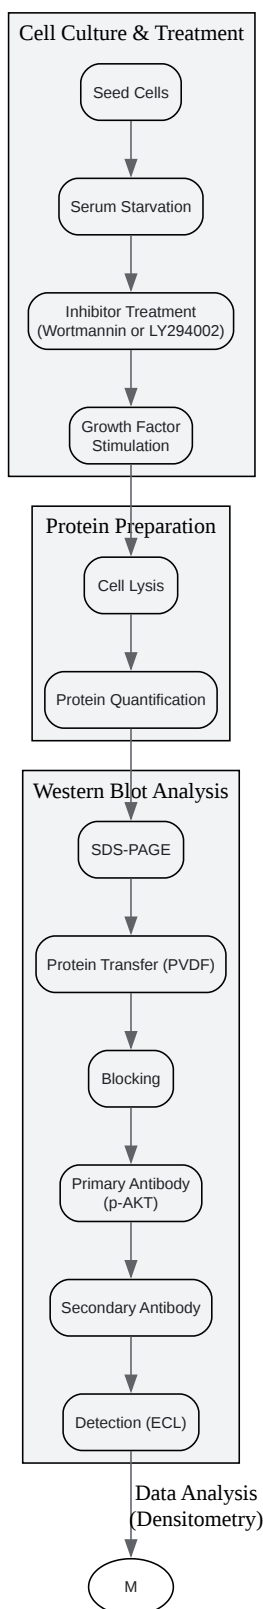 Cell Culture & Treatment
Seed Cells
Serum Starvation
Inhibitor Treatment
(Wortmannin or LY294002)
Growth Factor
Stimulation
Protein Preparation
Cell Lysis
Protein Quantification
Western Blot Analysis
SDS-PAGE
Protein Transfer (PVDF)
Blocking
Primary Antibody
(p-AKT)
Secondary Antibody
Detection (ECL)
Data Analysis
(Densitometry)
M